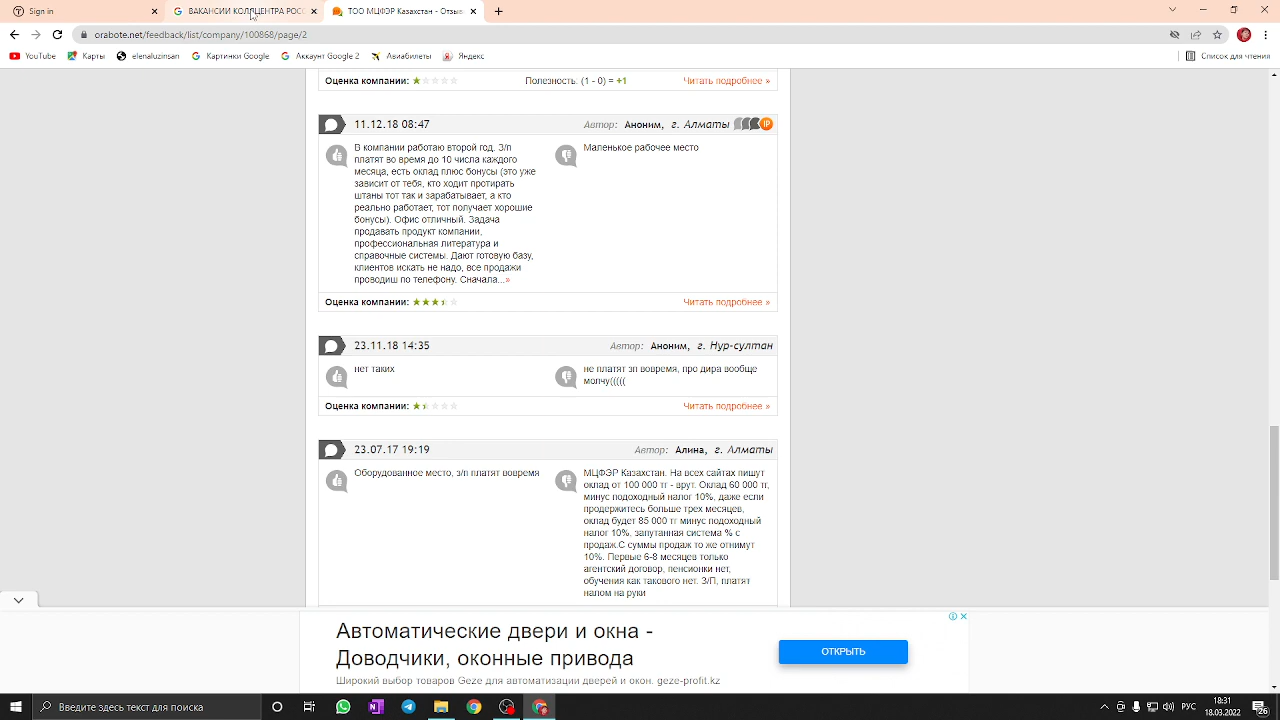 Sign in
ВАКАНСИИ КОЛЛЦЕНТРА РОСС
ТОО МЦФЭР Казахстан - Отзыв
orabote.net/feedback/list/company/100868/page/2
YouTube
Карты
elenaluzinsan
Картинки Google
Аккаунт Google 2
Авиабилеты
Яндекс
Список для чтения
Оценка компании:
Полезность: (1 - 0) = +1
Читать подробнее »
11.12.18 08:47
Автор: Аноним, г. Алматы
IP
В компании работаю второй год. З/п
платят во время до 10 числа каждого
месяца, есть оклад плюс бонусы (это уже
зависит от тебя, кто ходит протирать
штаны тот так и зарабатывает, а кто
реально работает, тот получает хорошие
бонусы). Офис отличный. Задача
продавать продукт компании,
профессиональная литература и
справочные системы. Дают готовую базу,
клиентов искать не надо, все продажи
проводиш по телефону. Сначала...»
Маленькое рабочее место
Оценка компании:
Читать подробнее »
23.11.18 14:35
Автор: Аноним, г. Нур-султан
нет таких
не платят зп вовремя, про дира вообще
молчу(((((
Оценка компании:
Читать подробнее »
23.07.17 19:19
Автор: Алина, г. Алматы
Оборудованное место, з/п платят вовремя
МЦФЭР Казахстан. На всех сайтах пишут
оклад от 100 000 тг - врут. Оклад 60 000 тг,
минус подоходный налог 10%, даже если
продержитесь больше трех месяцев,
оклад будет 85 000 тг минус подоходный
налог 10%, запутанная система % с
продаж.С суммы продаж то же отнимут
10%. Первые 6-8 месяцев только
агентский договор, пенсионки нет,
обучения как такового нет. З/П, платят
налом на руки
Автоматические двери и окна -
Доводчики, оконные привода
Широкий выбор товаров Geze для автоматизации дверей и окон. geze-profit.kz
ОТКРЫТЬ
Введите здесь текст для поиска
РУС
18:31
18.03.2022
26